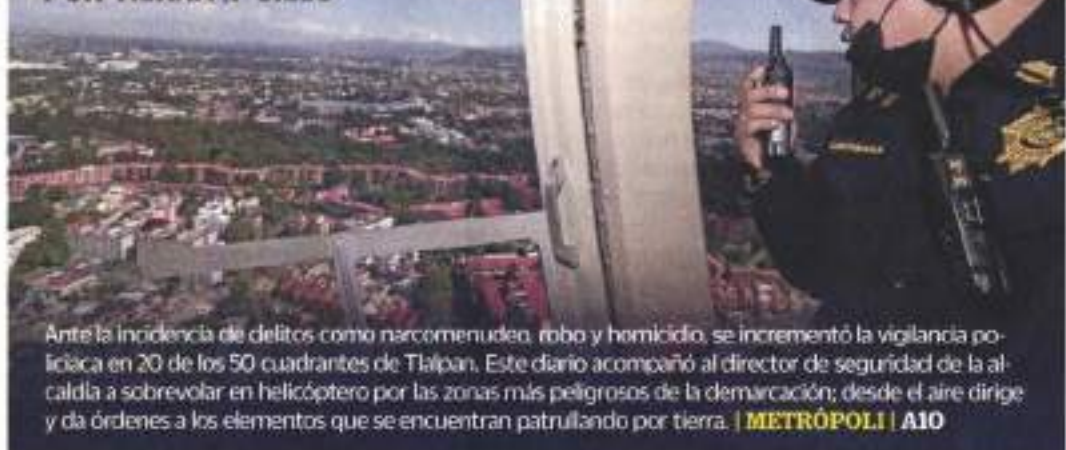 Ante la incidencia de delitos como narcomenudeo, robo y homicidio, se incrementó la vigilancia po-
liciaca en 20 de los 50 cuadrantes de Tlalpan. Este diario acompañó al director de seguridad de la al-
caldía a sobrevolar en helicóptero por las zonas más peligrosos de la demarcación; desde el aire dirige
y da órdenes a los elementos que se encuentran patrullando por tierra. | METRÓPOLI | A10